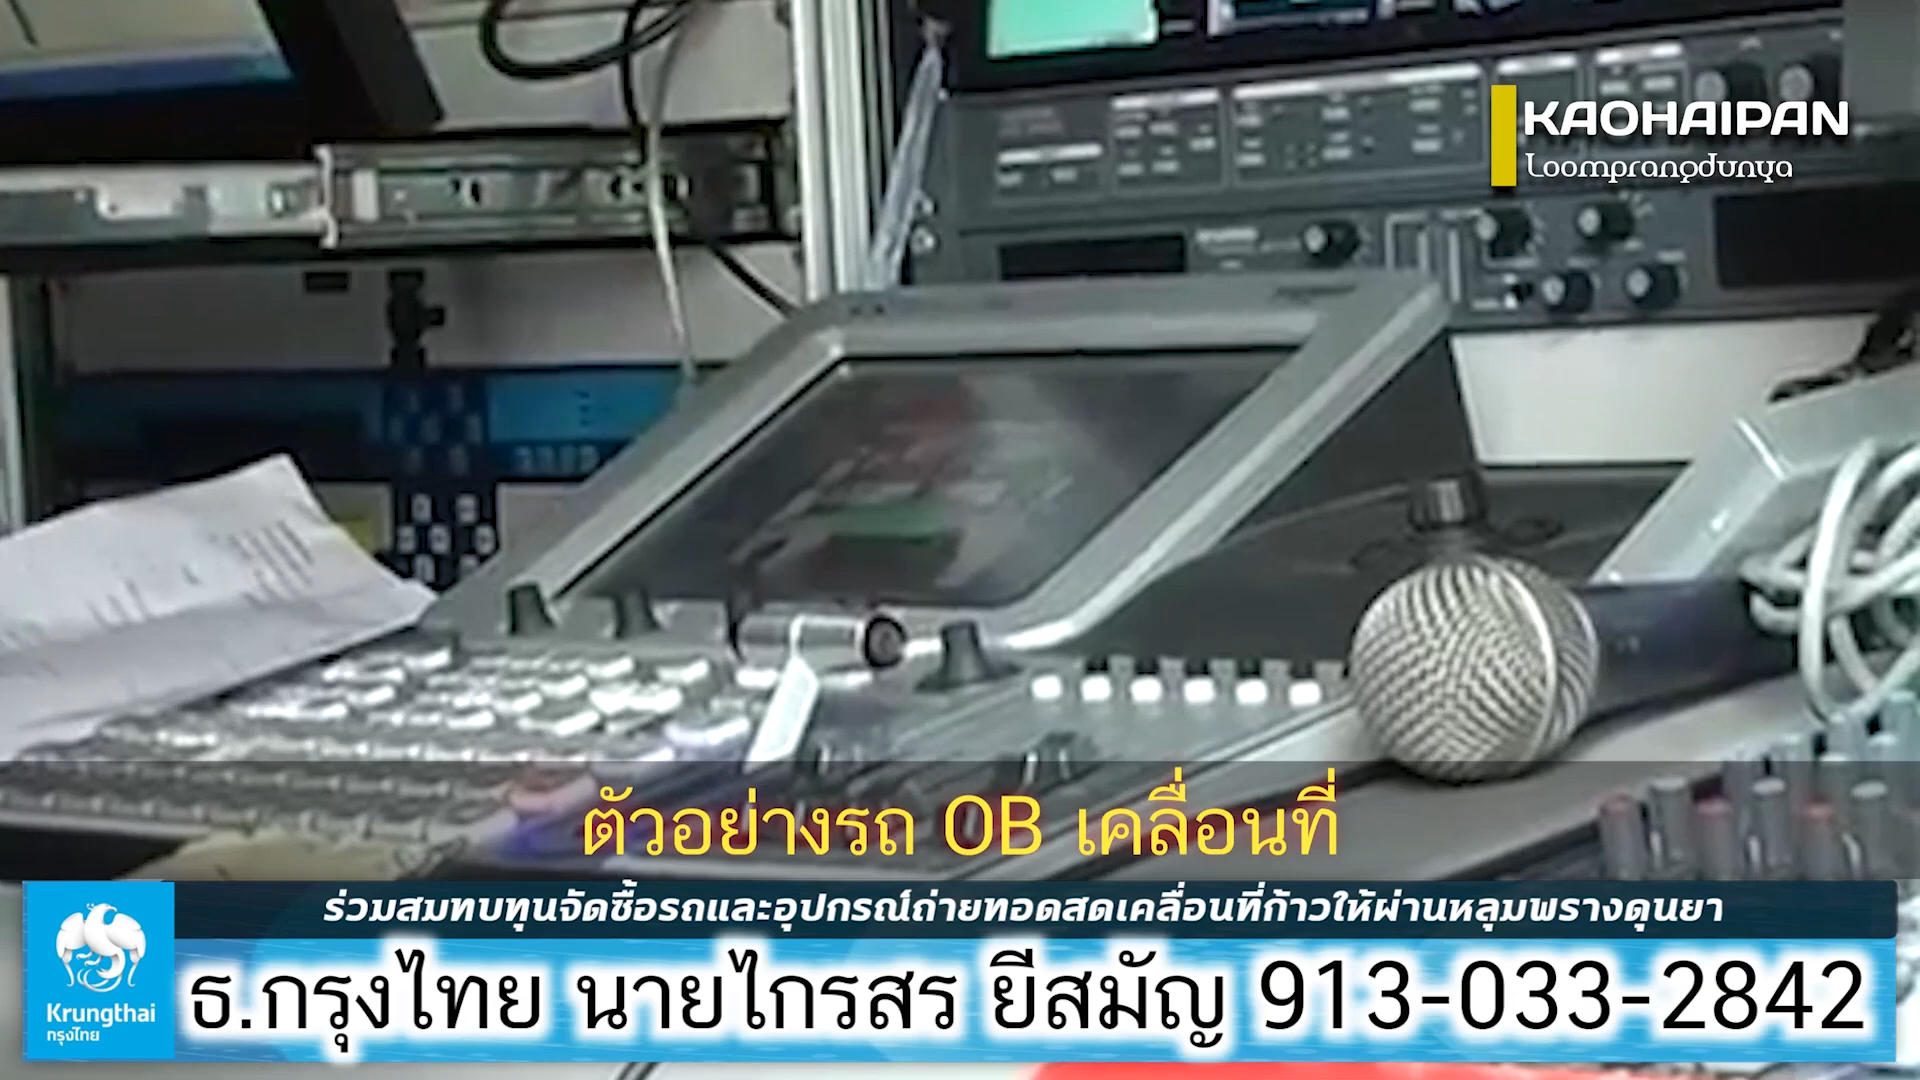 KAOHAIPAN
Loomprangdunya
ตัวอย่างรถ OB เคลื่อนที่
ร่วมสมทบทุนจัดซื้อรถและอุปกรณ์ถ่ายทอดสดเคลื่อนที่ก้าวให้ผ่านหลุมพรางดุนยา
ธ.กรุงไทย นายไกรสร ยีสมัญ 913-033-2842
Krungthai
กรุงไทย